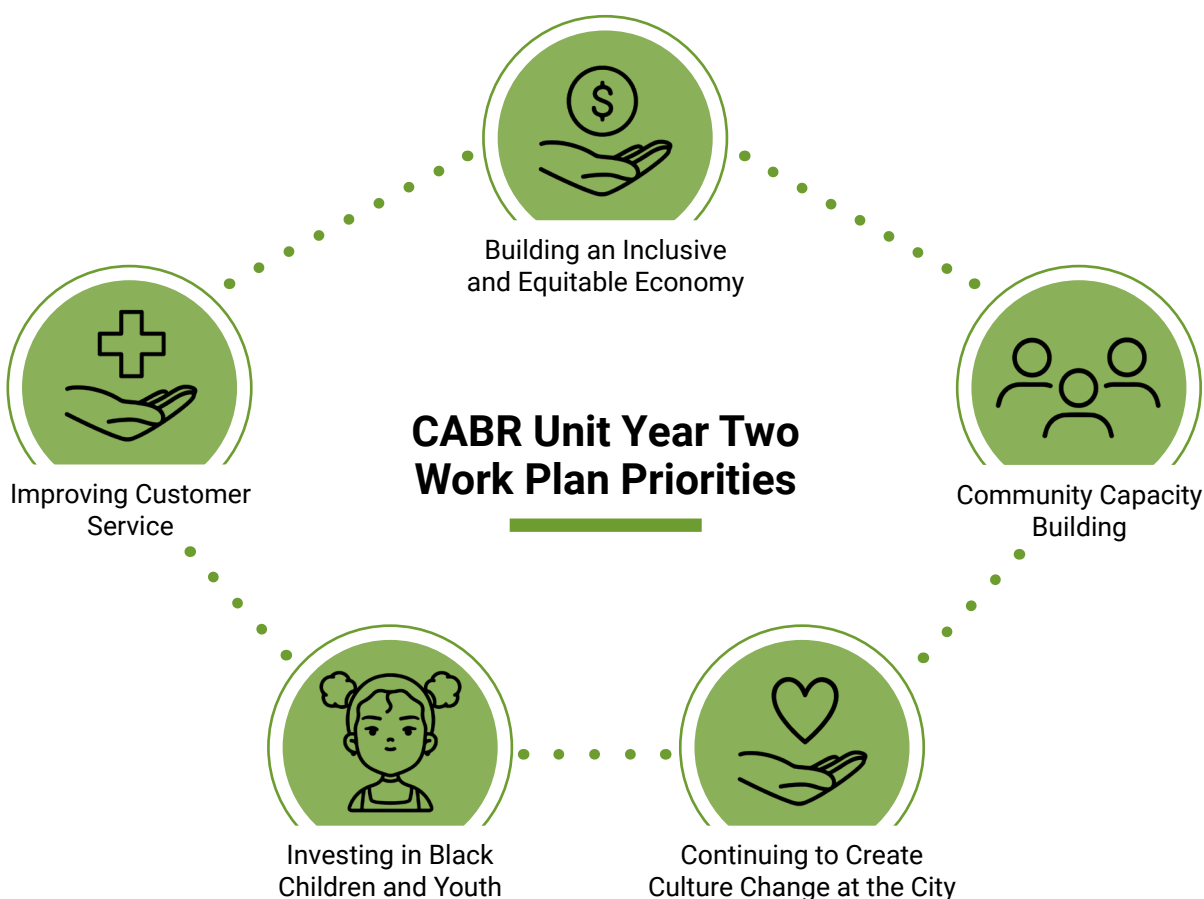 $
Building an Inclusive
and Equitable Economy
Improving Customer
Service
CABR Unit Year Two
Work Plan Priorities
Community Capacity
Building
Investing in Black
Children and Youth
Continuing to Create
Culture Change at the City